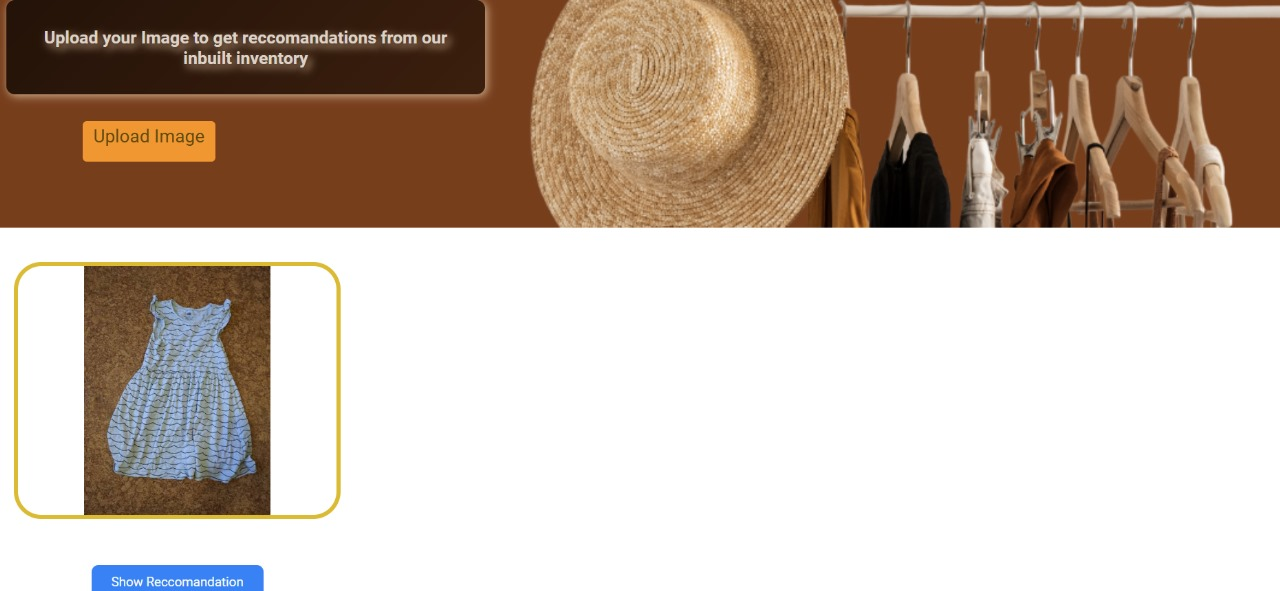 Upload your Image to get reccomandations from our
inbuilt inventory
Upload Image
Show Reccomandation